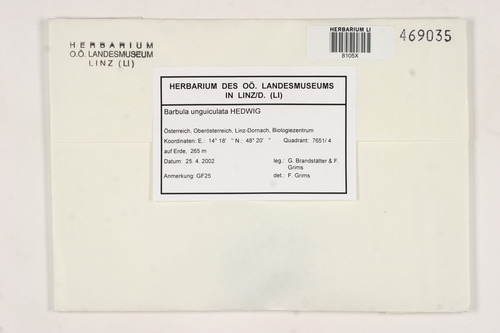 HERBARIUM
O.Ö. LANDESMUSEUM
LINZ (LI)
HERBARIUM LI
8105X
469035
HERBARIUM DES OÖ. LANDESMUSEUMS
IN LINZ/D. (LI)
Barbula unguiculata HEDWIG
Österreich, Oberösterreich, Linz-Dornach, Biologiezentrum
Koordinaten: E.: 14° 18' " N.: 48° 20' " Quadrant: 7651/ 4
auf Erde, 265 m
Datum: 25. 4. 2002 leg.: G. Brandstätter & F. Grims
Anmerkung: GF25 det.: F. Grims